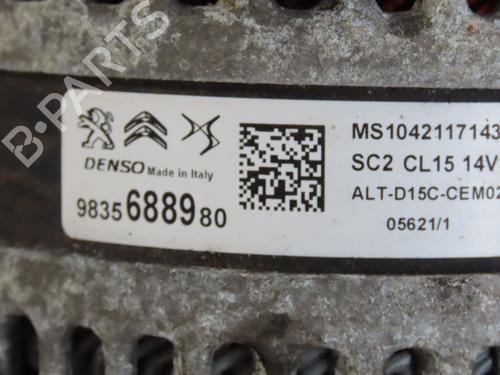 DENSO Made in Italy
9835688980
MS1042117143
SC2 CL15 14V
ALT-D15C-CEM02
05621/1
B-PARTS